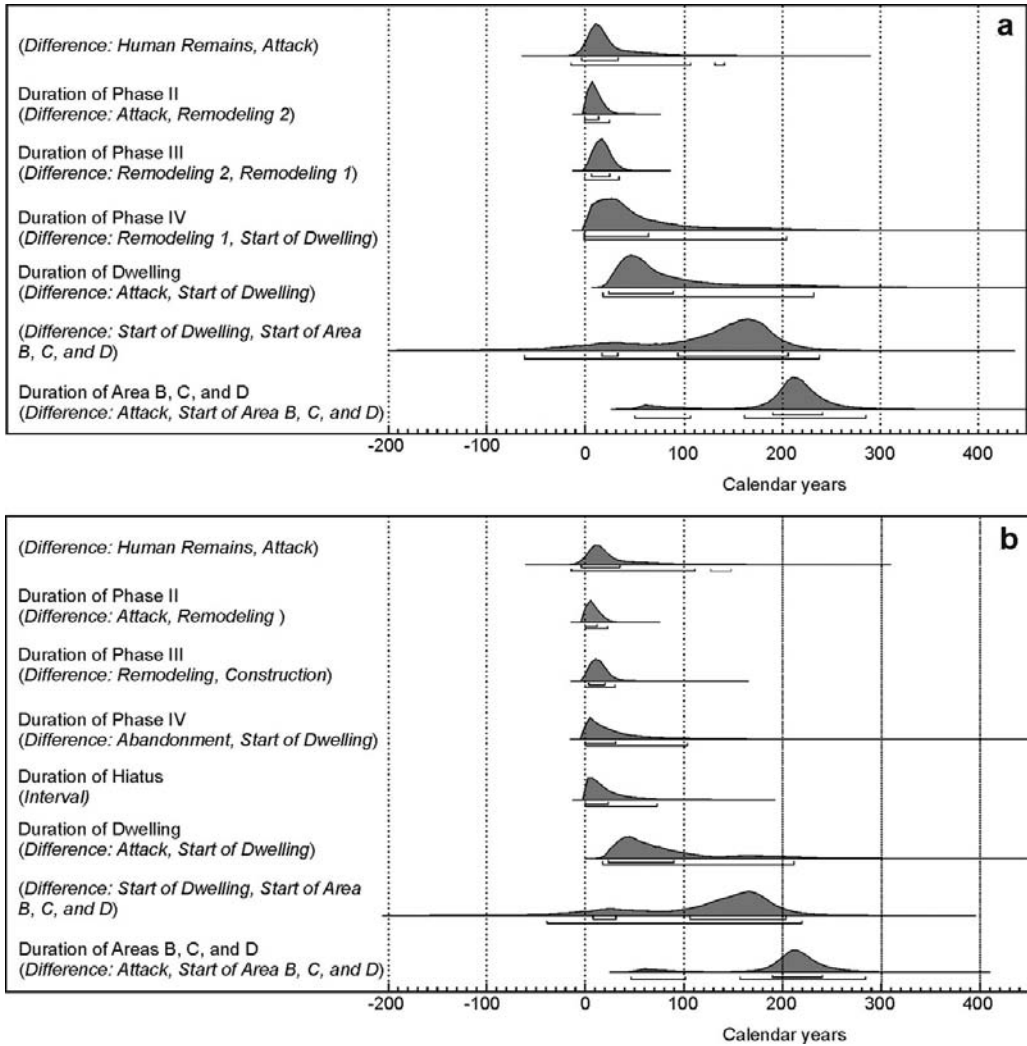 a
(Difference: Human Remains, Attack)
Duration of Phase II
(Difference: Attack, Remodeling 2)
Duration of Phase III
(Difference: Remodeling 2, Remodeling 1)
Duration of Phase IV
(Difference: Remodeling 1, Start of Dwelling)
Duration of Dwelling
(Difference: Attack, Start of Dwelling)
(Difference: Start of Dwelling, Start of Area
B, C, and D)
Duration of Area B, C, and D
(Difference: Attack, Start of Area B, C, and D)
-200 -100 0 100 200 300 400
Calendar years
b
(Difference: Human Remains, Attack)
Duration of Phase II
(Difference: Attack, Remodeling )
Duration of Phase III
(Difference: Remodeling, Construction)
Duration of Phase IV
(Difference: Abandonment, Start of Dwelling)
Duration of Hiatus
(Interval)
Duration of Dwelling
(Difference: Attack, Start of Dwelling)
(Difference: Start of Dwelling, Start of Area
B, C, and D)
Duration of Areas B, C, and D
(Difference: Attack, Start of Area B, C, and D)
-200 -100 0 100 200 300 400
Calendar years